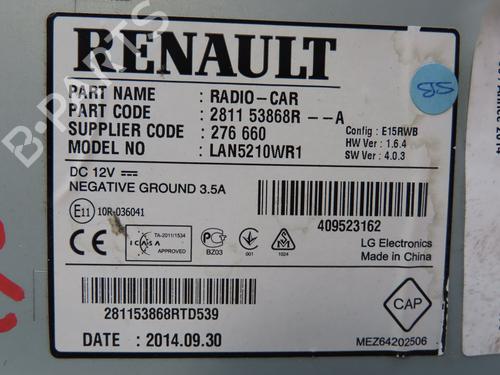 RENAULT
PART NAME : RADIO-CAR
PART CODE : 2811 53868R --A
SUPPLIER CODE : 276 660
MODEL NO : LAN5210WR1
Config : E15RWB
HW Ver : 1.6.4
SW Ver : 4.0.3
DC 12V
NEGATIVE GROUND 3.5A
E11 10R-036041
409523162
ICASA TA-2011/1534 APPROVED
BZ03
001
1024
LG Electronics
Made in China
281153868RTD539
CAP
DATE : 2014.09.30
MEZ64202506
B-PARTS